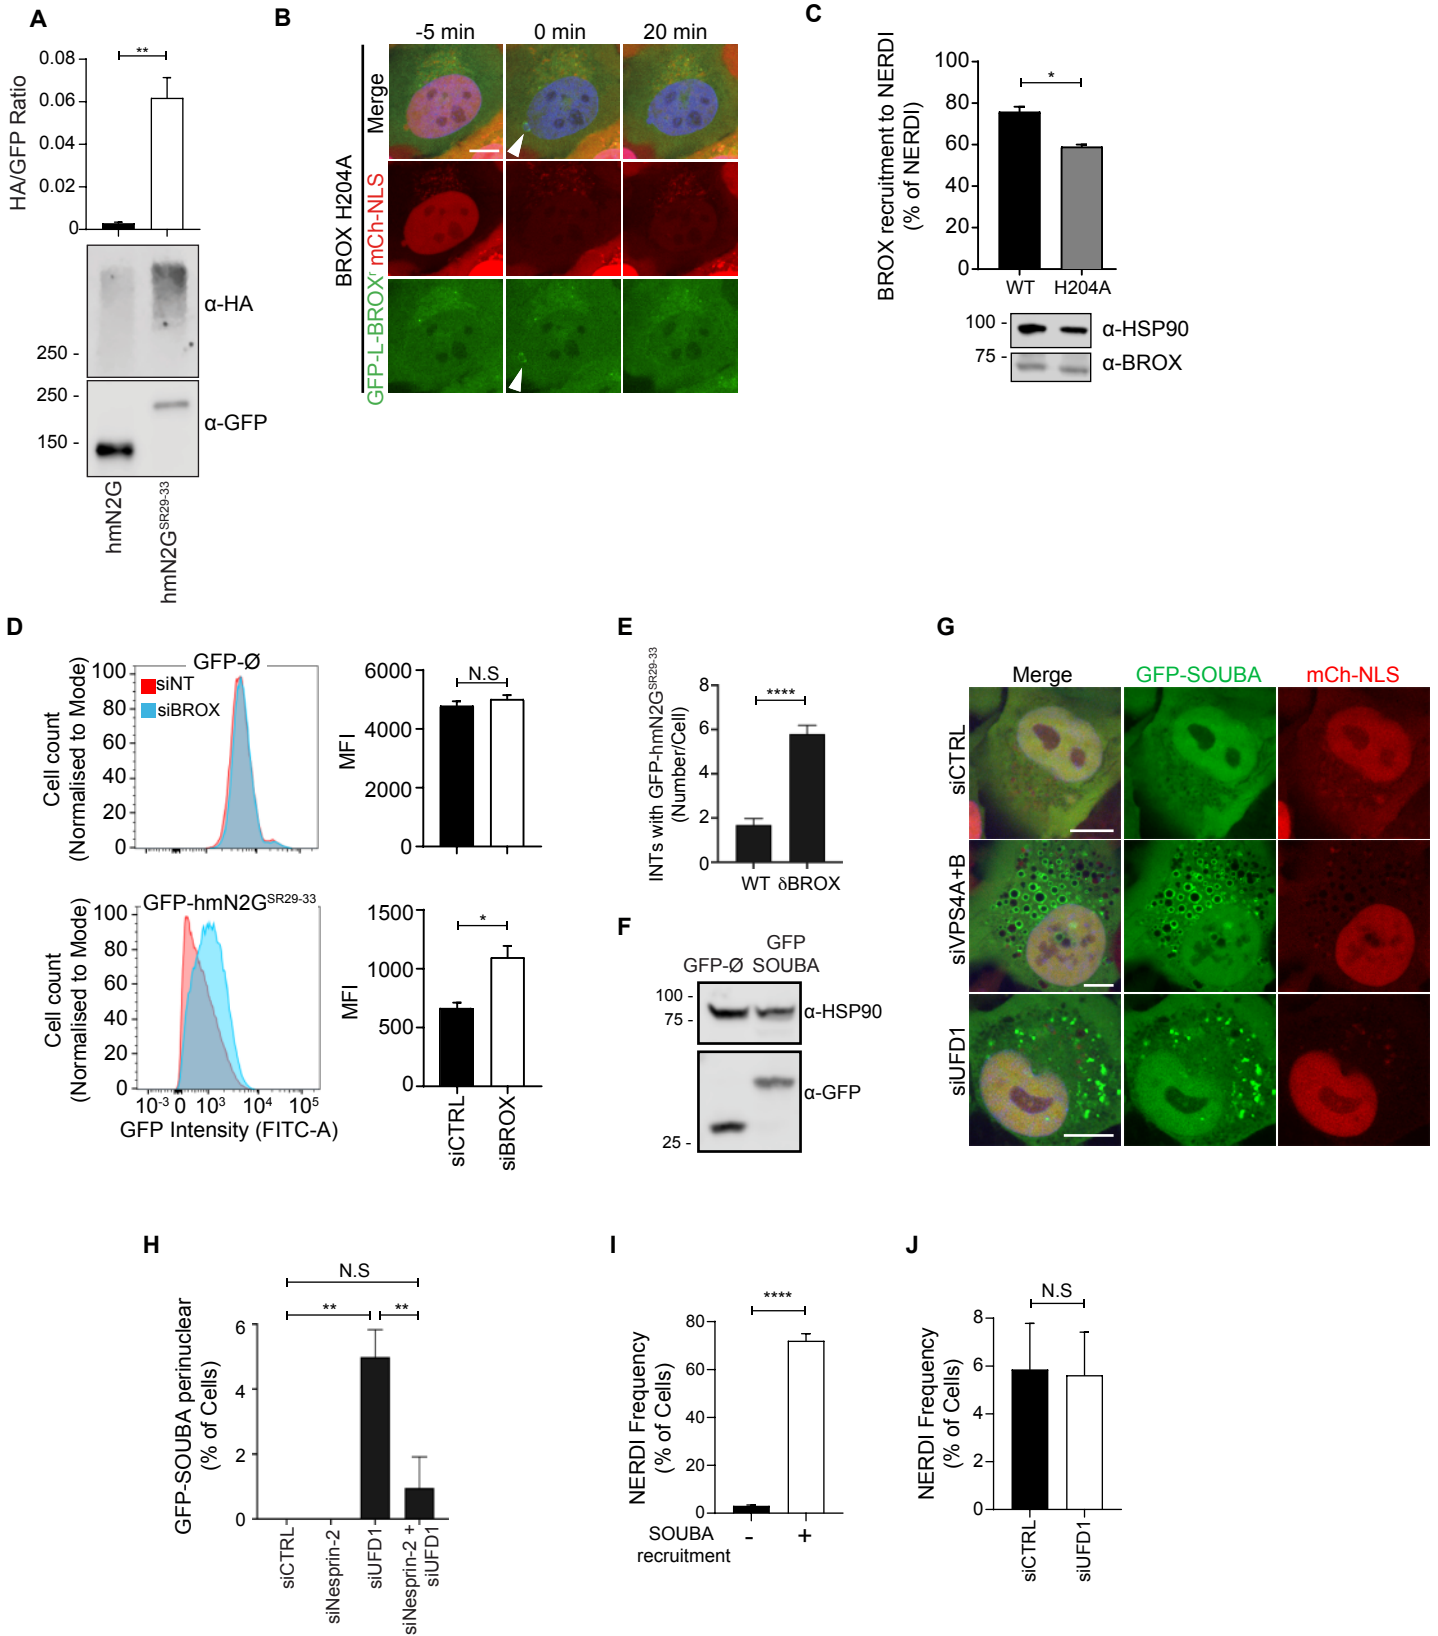 A
**
0.08
0.06
0.04
0.02
0
HA/GFP Ratio
α-HA
250 -
250 -
150 -
α-GFP
hmN2G
hmN2G^SR29-33
B
-5 min
0 min
20 min
BROX H204A
Merge
mCh-NLS
GFP-L-BROX^r
C
*
100
80
60
40
20
0
BROX recruitment to NERDI
(% of NERDI)
WT
H204A
100 -
α-HSP90
75 -
α-BROX
D
GFP-Ø
siNT
siBROX
100
80
60
40
20
0
Cell count
(Normalised to Mode)
N.S
6000
4000
2000
0
MFI
GFP-hmN2G^SR29-33
100
80
60
40
20
0
Cell count
(Normalised to Mode)
10^-3 0 10^3 10^4 10^5
GFP Intensity (FITC-A)
*
1500
1000
500
0
MFI
siCTRL
siBROX
E
****
8
6
4
2
0
INTs with GFP-hmN2G^SR29-33
(Number/Cell)
WT
δBROX
F
GFP-Ø
GFP
SOUBA
100 -
75 -
α-HSP90
α-GFP
25 -
G
Merge
GFP-SOUBA
mCh-NLS
siCTRL
siVPS4A+B
siUFD1
H
N.S
**
**
6
4
2
0
GFP-SOUBA perinuclear
(% of Cells)
siCTRL
siNesprin-2
siUFD1
siNesprin-2 +
siUFD1
I
****
80
60
40
20
0
NERDI Frequency
(% of Cells)
SOUBA
recruitment
-
+
J
N.S
8
6
4
2
0
NERDI Frequency
(% of Cells)
siCTRL
siUFD1